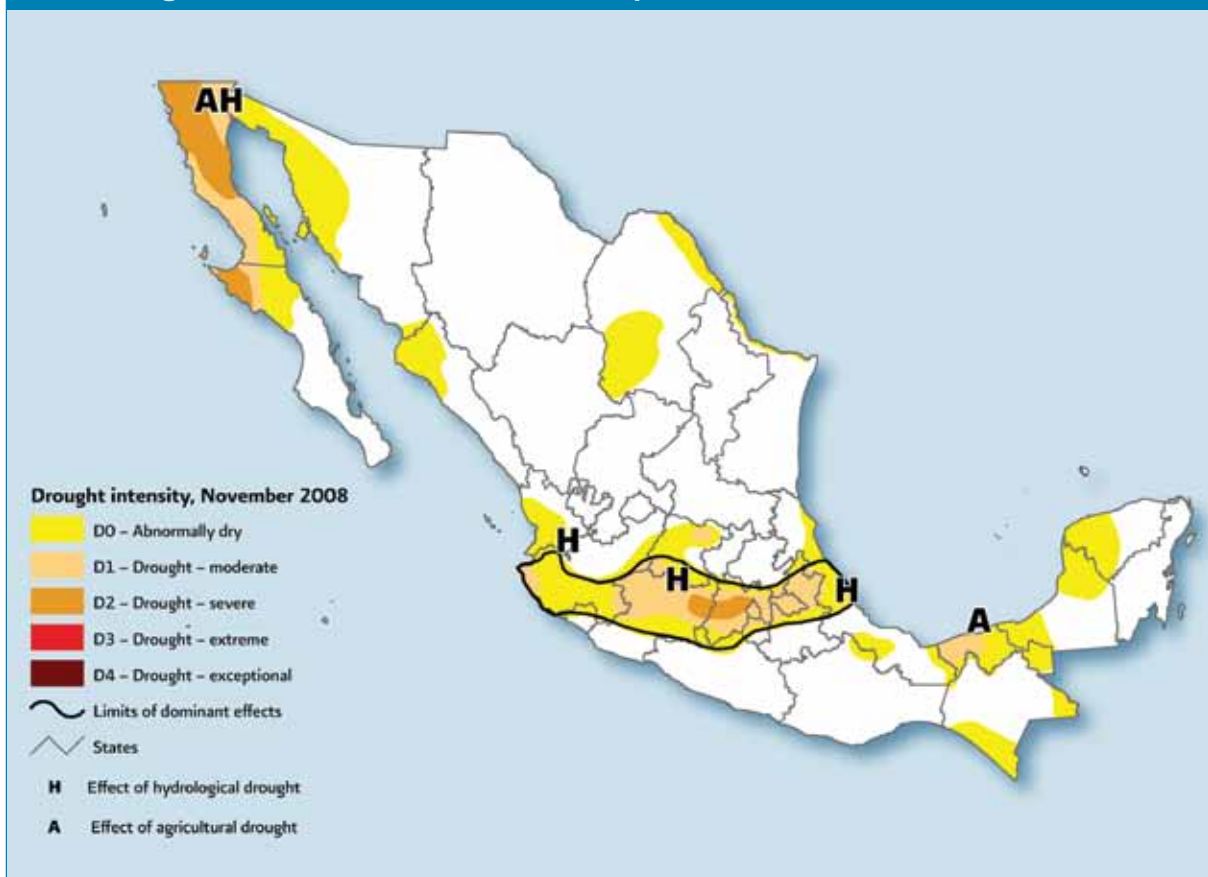 AH
H
H
H
A
Drought intensity, November 2008
D0 – Abnormally dry
D1 – Drought – moderate
D2 – Drought – severe
D3 – Drought – extreme
D4 – Drought – exceptional
Limits of dominant effects
States
H Effect of hydrological drought
A Effect of agricultural drought